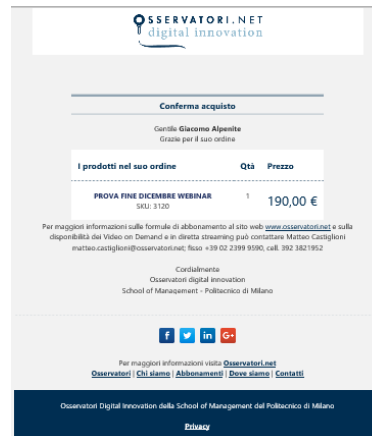 OSSERVATORI.NET
digital innovation
Conferma acquisto
Gentile Giacomo Alpenite
Grazie per il suo ordine
I prodotti nel suo ordine Qtà Prezzo
PROVA FINE DICEMBRE WEBINAR 1 190,00 €
SKU: 3120
Per maggiori informazioni sulle formule di abbonamento al sito web www.osservatori.net e sulla
disponibilità dei Video on Demand e in diretta streaming può contattare Matteo Castiglioni
matteo.castiglioni@osservatori.net; fisso +39 02 2399 9590, cell. 392 3821952
Cordialmente
Osservatori digital innovation
School of Management - Politecnico di Milano
Per maggiori informazioni visita Osservatori.net
Osservatori | Chi siamo | Abbonamenti | Dove siamo | Contatti
Osservatori Digital Innovation della School of Management del Politecnico di Milano
Privacy